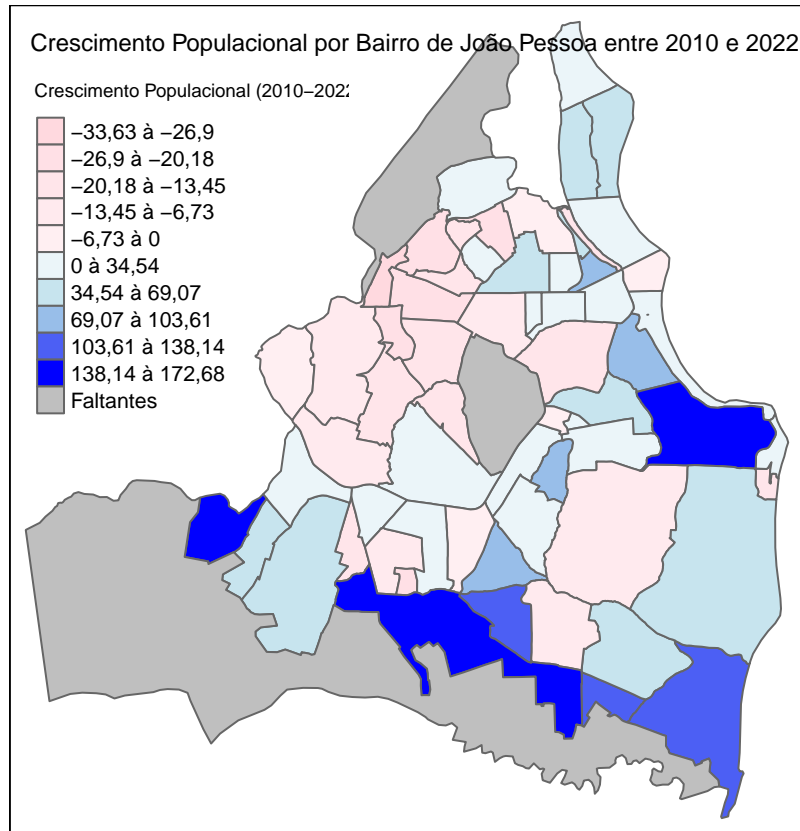 Crescimento Populacional por Bairro de João Pessoa entre 2010 e 2022
Crescimento Populacional (2010−2022
−33,63 à −26,9
−26,9 à −20,18
−20,18 à −13,45
−13,45 à −6,73
−6,73 à 0
0 à 34,54
34,54 à 69,07
69,07 à 103,61
103,61 à 138,14
138,14 à 172,68
Faltantes